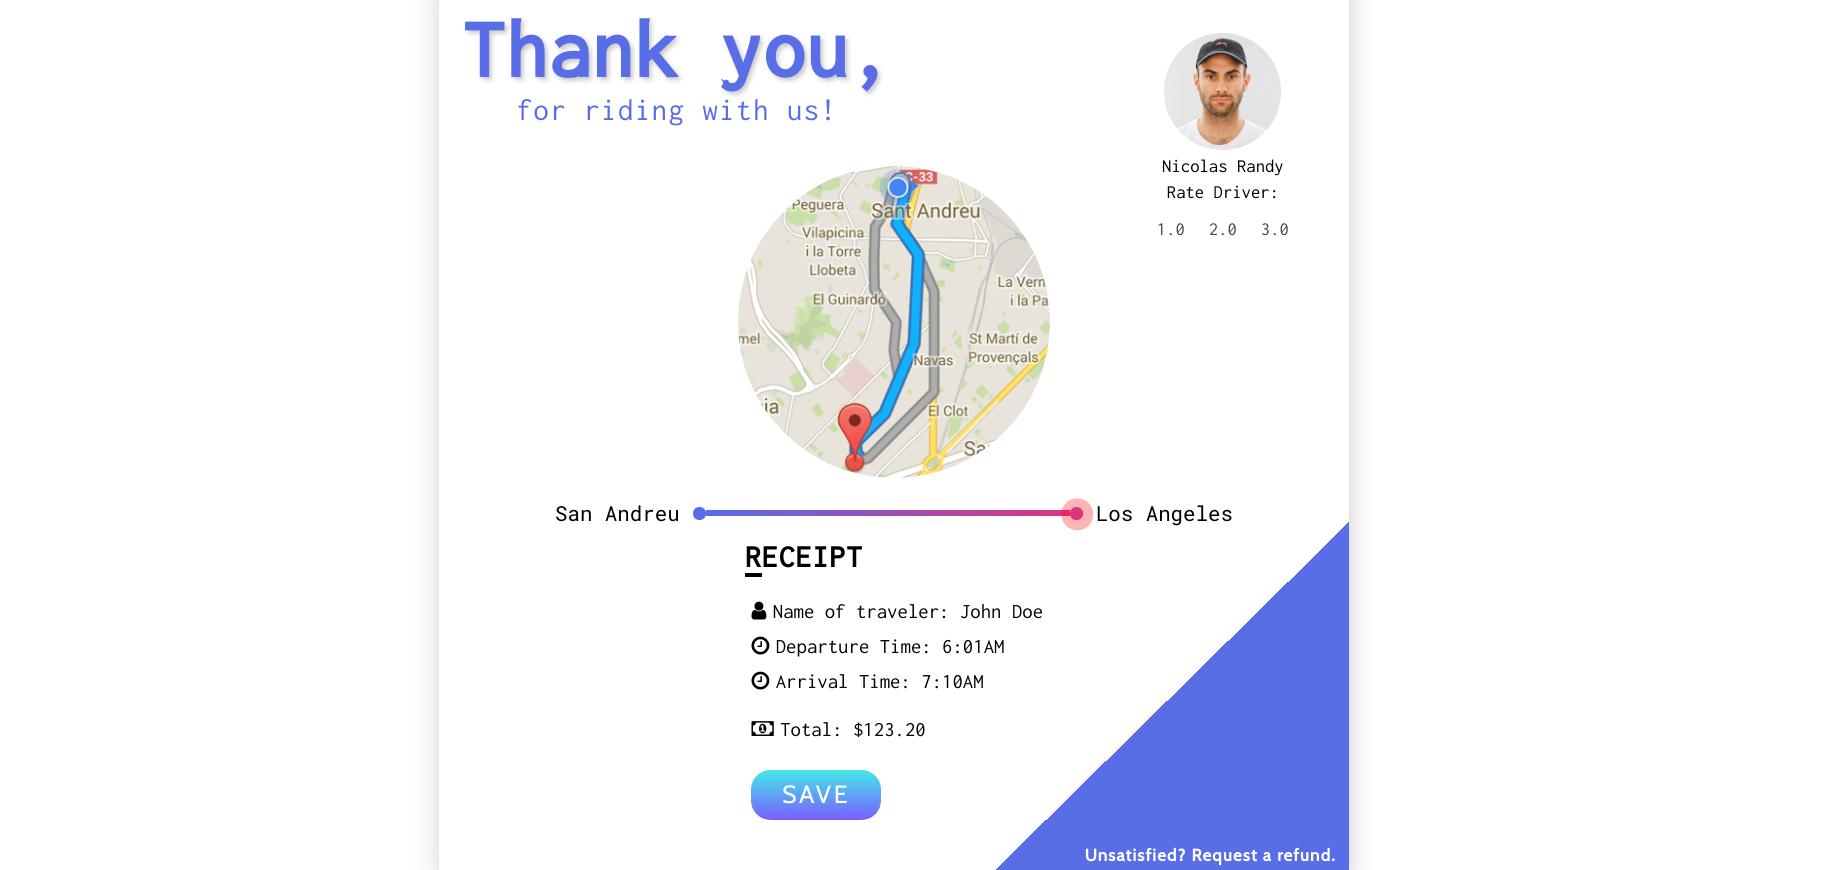 Thank you,
for riding with us!
Nicolas Randy
Rate Driver:
1.0 2.0 3.0
Peguera
Sant Andreu
Vilapicina
i la Torre
Llobeta
El Guinardó
La Vern
i la Pa
mel
St Martí de
Provençals
Navas
ia
El Clot
Sa
San Andreu
Los Angeles
RECEIPT
Name of traveler: John Doe
Departure Time: 6:01AM
Arrival Time: 7:10AM
Total: $123.20
SAVE
Unsatisfied? Request a refund.